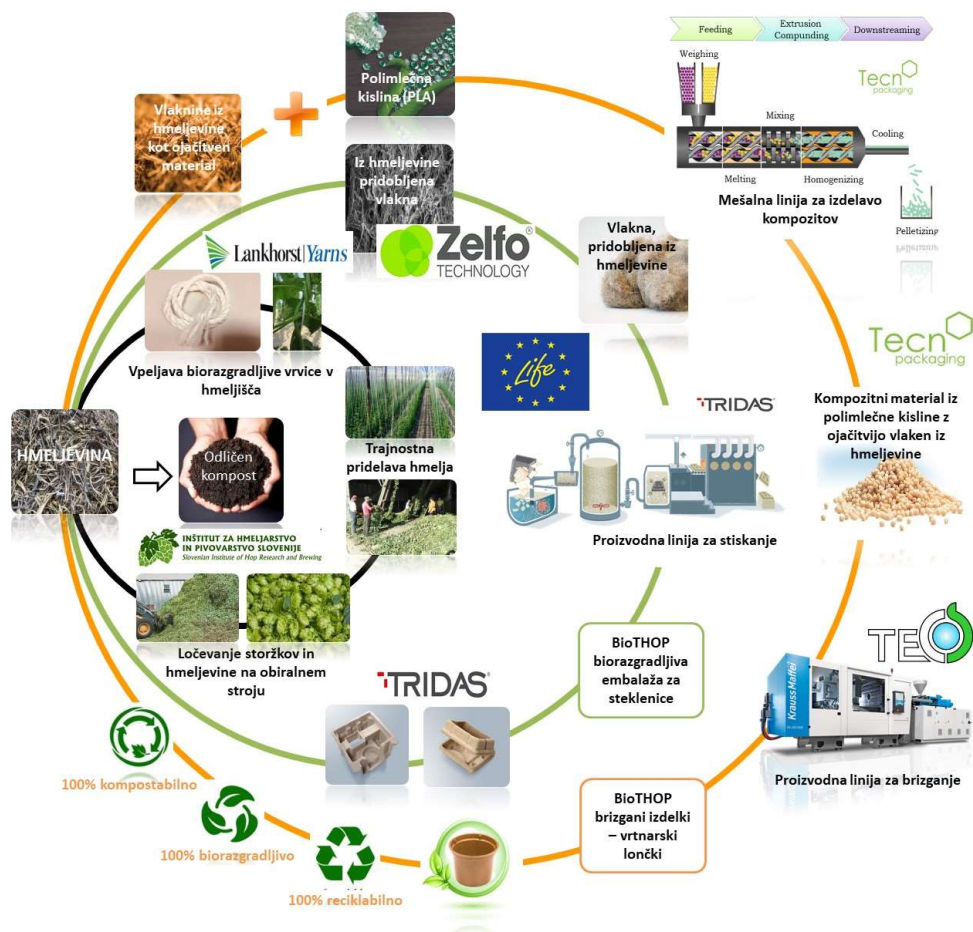 Feeding
Extrusion
Compunding
Downstreaming
Weighing
Tecn
packaging
Mixing
Cooling
Melting
Homogenizing
Mešalna linija za izdelavo
kompozitov
Pelletizing
Polimlečna
kislina (PLA)
Vlaknine iz
hmeljevine
kot ojačitven
material
Iz hmeljevine
pridobljena
vlakna
Lankhorst|Yarns
Zelfo
TECHNOLOGY
Vlakna,
pridobljena iz
hmeljevine
Vpeljava biorazgradljive vrvice v
hmeljišča
Life
TRIDAS
Tecn
packaging
Kompozitni material iz
polimlečne kisline z
ojačitvijo vlaken iz
hmeljevine
HMELJEVINA
Odličen
kompost
Trajnostna
pridelava hmelja
INŠTITUT ZA HMELJARSTVO
IN PIVOVARSTVO SLOVENIJE
Slovenian Institute of Hop Research and Brewing
Proizvodna linija za stiskanje
Ločevanje storžkov in
hmeljevine na obiralnem
stroju
TRIDAS
BioTHOP
biorazgradljiva
embalaža za
steklenice
TECOS
KraussMaffei
Proizvodna linija za brizganje
100% kompostabilno
100% biorazgradljivo
100% reciklabilno
BioTHOP
brizgani izdelki
– vrtnarski
lončki